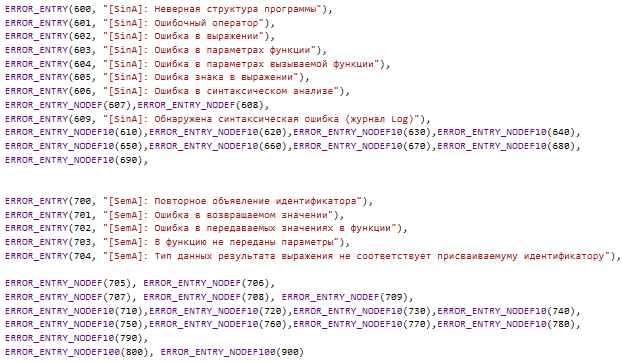 ERROR_ENTRY(600, "[SinA]: Неверная структура программы"),
ERROR_ENTRY(601, "[SinA]: Ошибочный оператор"),
ERROR_ENTRY(602, "[SinA]: Ошибка в выражении"),
ERROR_ENTRY(603, "[SinA]: Ошибка в параметрах функции"),
ERROR_ENTRY(604, "[SinA]: Ошибка в параметрах вызываемой функции"),
ERROR_ENTRY(605, "[SinA]: Ошибка знака в выражении"),
ERROR_ENTRY(606, "[SinA]: Ошибка в синтаксическом анализе"),
ERROR_ENTRY_NODEF(607),ERROR_ENTRY_NODEF(608),
ERROR_ENTRY(609, "[SinA]: Обнаружена синтаксическая ошибка (журнал Log)"),
ERROR_ENTRY_NODEF10(610),ERROR_ENTRY_NODEF10(620),ERROR_ENTRY_NODEF10(630),ERROR_ENTRY_NODEF10(640),
ERROR_ENTRY_NODEF10(650),ERROR_ENTRY_NODEF10(660),ERROR_ENTRY_NODEF10(670),ERROR_ENTRY_NODEF10(680),
ERROR_ENTRY_NODEF10(690),
ERROR_ENTRY(700, "[SemA]: Повторное объявление идентификатора"),
ERROR_ENTRY(701, "[SemA]: Ошибка в возвращаемом значении"),
ERROR_ENTRY(702, "[SemA]: Ошибка в передаваемых значениях в функции"),
ERROR_ENTRY(703, "[SemA]: В функцию не переданы параметры"),
ERROR_ENTRY(704, "[SemA]: Тип данных результата выражения не соответствует присваиваемуму идентификатору"),
ERROR_ENTRY_NODEF(705), ERROR_ENTRY_NODEF(706),
ERROR_ENTRY_NODEF(707), ERROR_ENTRY_NODEF(708), ERROR_ENTRY_NODEF(709),
ERROR_ENTRY_NODEF10(710),ERROR_ENTRY_NODEF10(720),ERROR_ENTRY_NODEF10(730),ERROR_ENTRY_NODEF10(740),
ERROR_ENTRY_NODEF10(750),ERROR_ENTRY_NODEF10(760),ERROR_ENTRY_NODEF10(770),ERROR_ENTRY_NODEF10(780),
ERROR_ENTRY_NODEF10(790),
ERROR_ENTRY_NODEF100(800), ERROR_ENTRY_NODEF100(900)